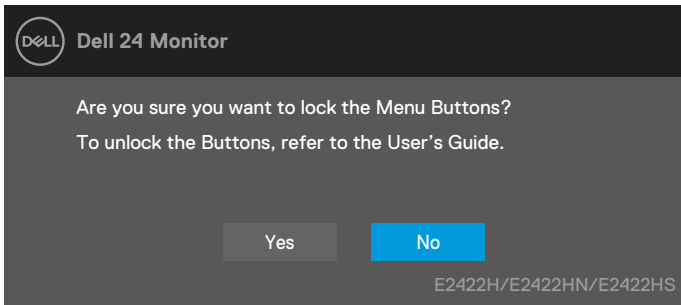 DELL Dell 24 Monitor
Are you sure you want to lock the Menu Buttons?
To unlock the Buttons, refer to the User's Guide.
Yes No
E2422H/E2422HN/E2422HS